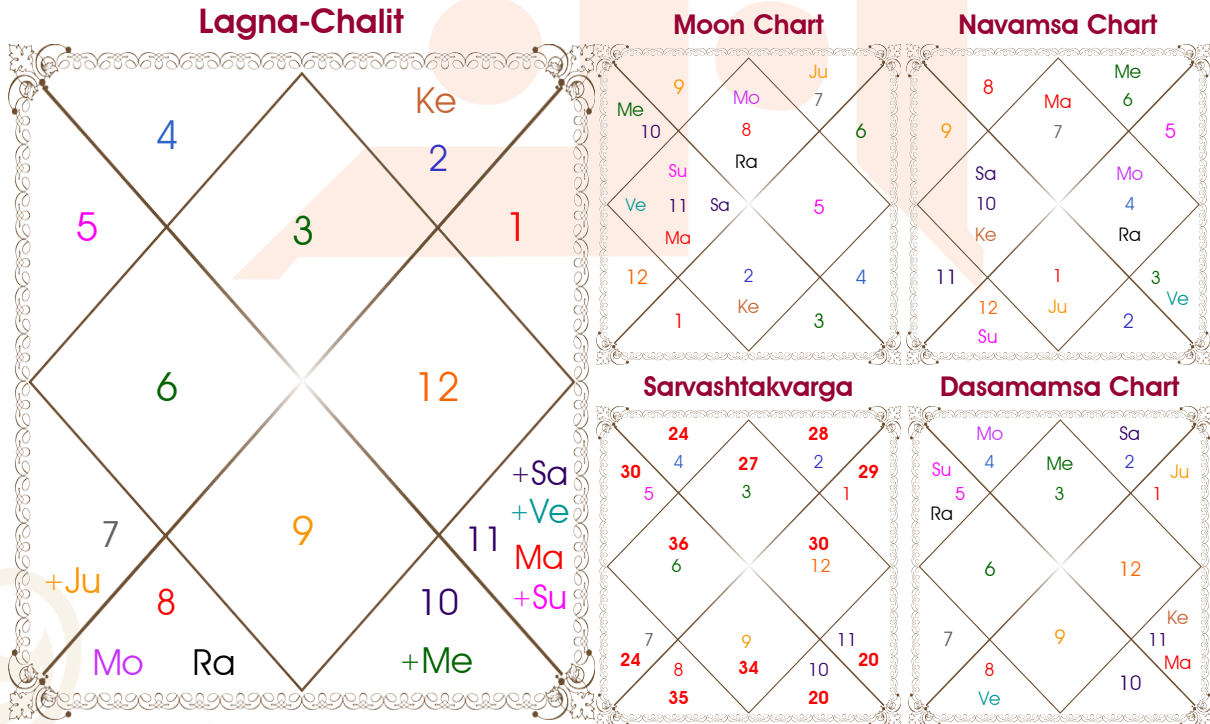 Lagna-Chalit
Ke
4
2
5
3
1
6
12
+Sa
+Ve
7
9
11
Ma
+Ju
+Su
8
10
Mo
Ra
+Me
Moon Chart
Ju
9
Mo
7
Me
10
8
6
Su
Ra
Ve
11
Sa
5
Ma
12
2
4
Ke
1
3
Navamsa Chart
Me
8
Ma
6
9
7
5
Sa
Mo
10
4
Ke
Ra
11
1
3
12
Ju
Ve
Su
2
Sarvashtakvarga
24
28
30
4
27
2
29
5
3
1
36
30
6
12
7
9
11
24
8
34
10
20
35
20
Dasamamsa Chart
Mo
Sa
Su
4
Me
2
Ju
5
3
1
Ra
6
12
Ke
7
9
11
8
Ma
10
Ve